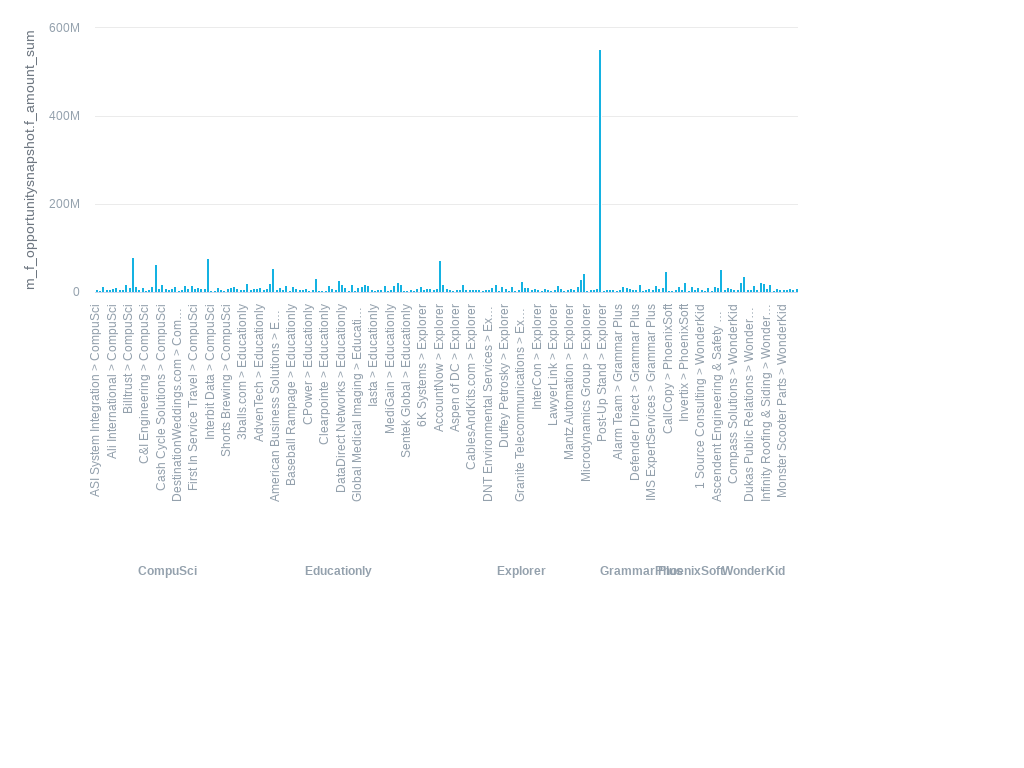 600M
400M
200M
0
m_f_opportunitysnapshot.f_amount_sum
ASI System Integration > CompuSci
Ali International > CompuSci
Billtrust > CompuSci
C&I Engineering > CompuSci
Cash Cycle Solutions > CompuSci
DestinationWeddings.com > Com…
First In Service Travel > CompuSci
Interbit Data > CompuSci
Shorts Brewing > CompuSci
3balls.com > Educationly
AdvenTech > Educationly
American Business Solutions > E…
Baseball Rampage > Educationly
CPower > Educationly
Clearpointe > Educationly
DataDirect Networks > Educationly
Global Medical Imaging > Educati…
Iasta > Educationly
MediGain > Educationly
Sentek Global > Educationly
6K Systems > Explorer
AccountNow > Explorer
Aspen of DC > Explorer
CablesAndKits.com > Explorer
DNT Environmental Services > Ex…
Duffey Petrosky > Explorer
Granite Telecommunications > Ex…
InterCon > Explorer
LawyerLink > Explorer
Mantz Automation > Explorer
Microdynamics Group > Explorer
Post-Up Stand > Explorer
Alarm Team > Grammar Plus
Defender Direct > Grammar Plus
IMS ExpertServices > Grammar Plus
CallCopy > PhoenixSoft
Invertix > PhoenixSoft
1 Source Consulting > WonderKid
Ascendent Engineering & Safety …
Compass Solutions > WonderKid
Dukas Public Relations > Wonder…
Infinity Roofing & Siding > Wonder…
Monster Scooter Parts > WonderKid
CompuSci
Educationly
Explorer
Grammar Plus
PhoenixSoft
WonderKid